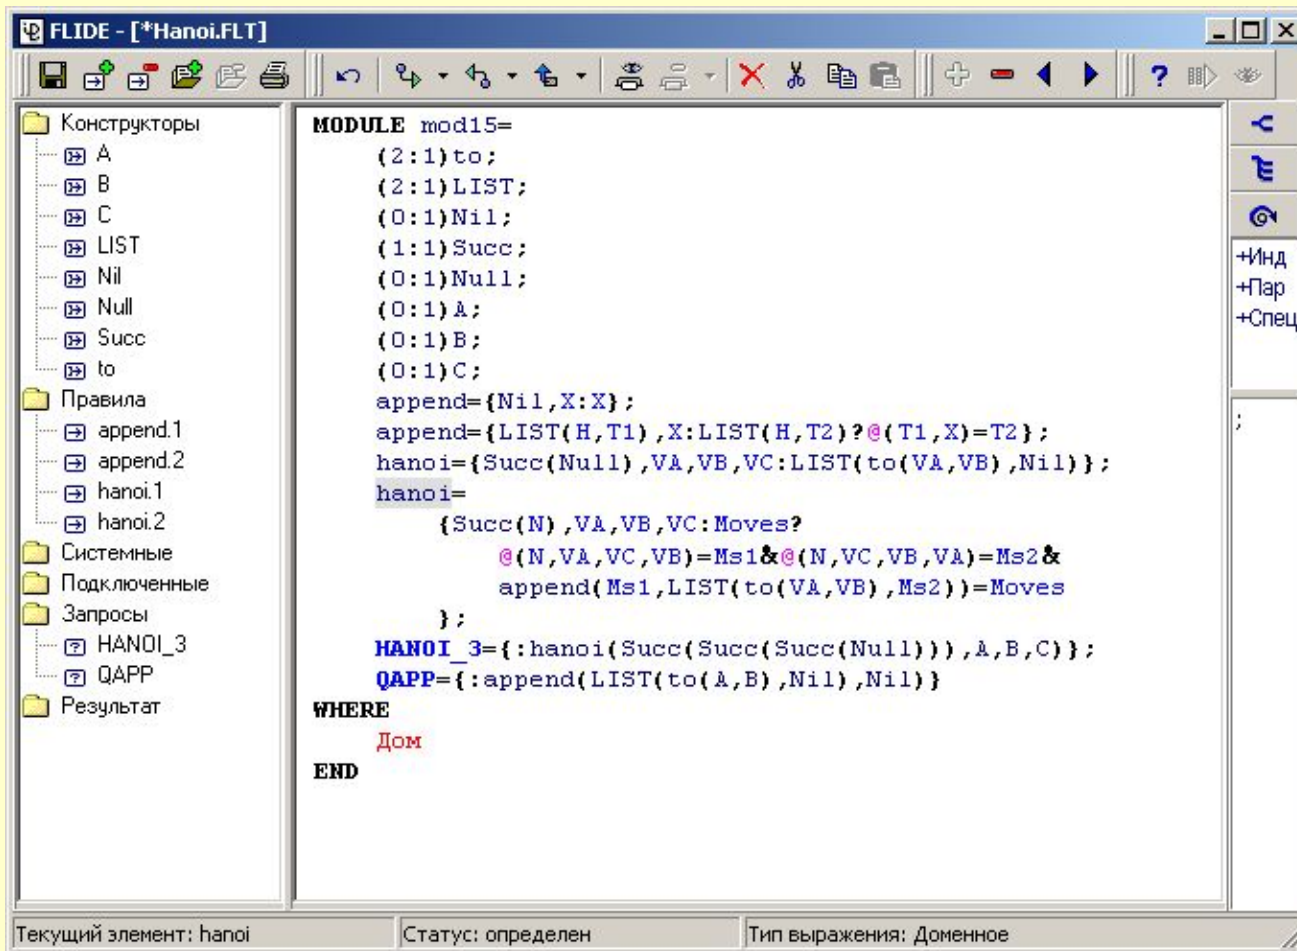 FLIDE - [*Hanoi.FLT]
Конструкторы
A
B
C
LIST
Nil
Null
Succ
to
Правила
append.1
append.2
hanoi.1
hanoi.2
Системные
Подключенные
Запросы
HANOI_3
QAPP
Результат
MODULE mod15=
(2:1)to;
(2:1)LIST;
(0:1)Nil;
(1:1)Succ;
(0:1)Null;
(0:1)A;
(0:1)B;
(0:1)C;
append={Nil,X:X};
append={LIST(H,T1),X:LIST(H,T2)?@(T1,X)=T2};
hanoi={Succ(Null),VA,VB,VC:LIST(to(VA,VB),Nil)};
hanoi=
{Succ(N),VA,VB,VC:Moves?
@(N,VA,VC,VB)=Ms1&@(N,VC,VB,VA)=Ms2&
append(Ms1,LIST(to(VA,VB),Ms2))=Moves
};
HANOI_3={:hanoi(Succ(Succ(Succ(Null))),A,B,C)};
QAPP={:append(LIST(to(A,B),Nil),Nil)}
WHERE
Дом
END
+Инд
+Пар
+Спец
;
Текущий элемент: hanoi
Статус: определен
Тип выражения: Доменное